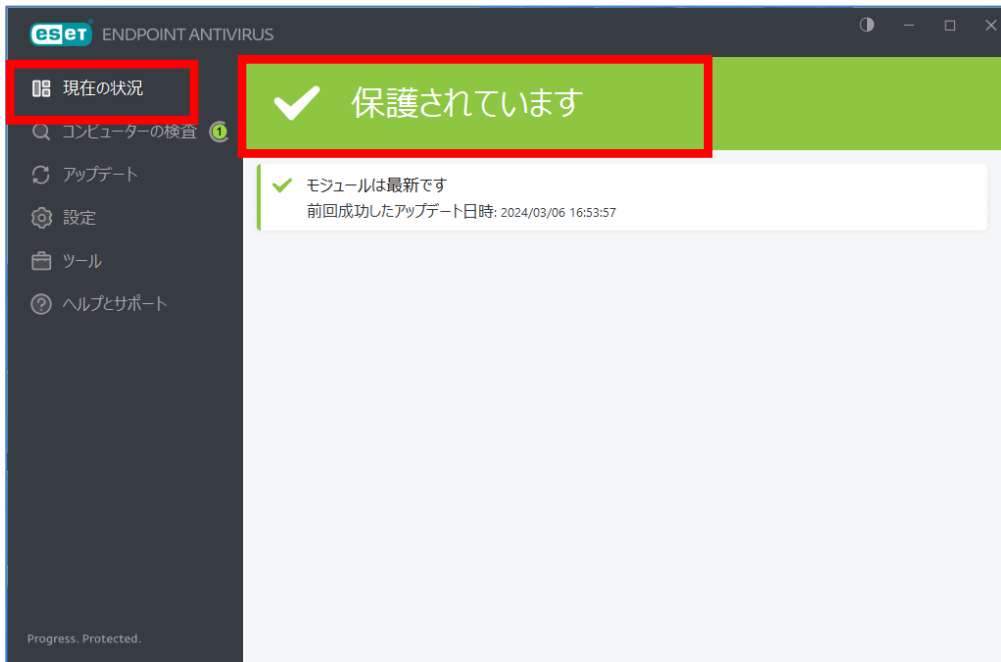 eset ENDPOINT ANTIVIRUS
現在の状況
コンピューターの検査 1
アップデート
設定
ツール
ヘルプとサポート
保護されています
モジュールは最新です
前回成功したアップデート日時: 2024/03/06 16:53:57
Progress. Protected.